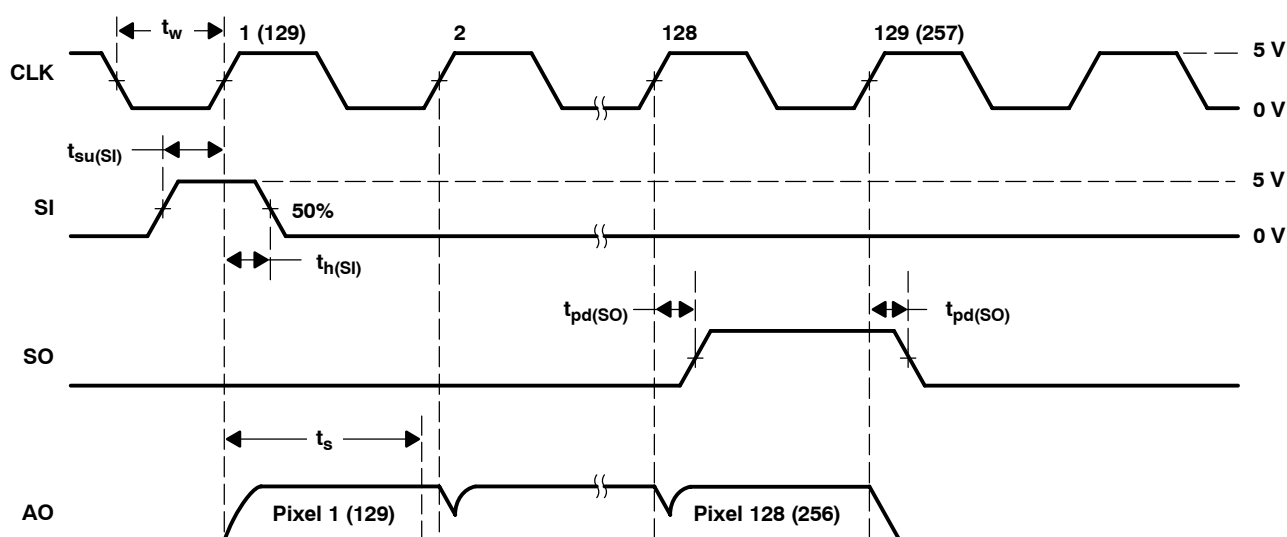 t_w
1 (129)
2
128
129 (257)
5 V
CLK
0 V
t_su(SI)
5 V
SI
50%
0 V
t_h(SI)
t_pd(SO)
t_pd(SO)
SO
t_s
AO
Pixel 1 (129)
Pixel 128 (256)